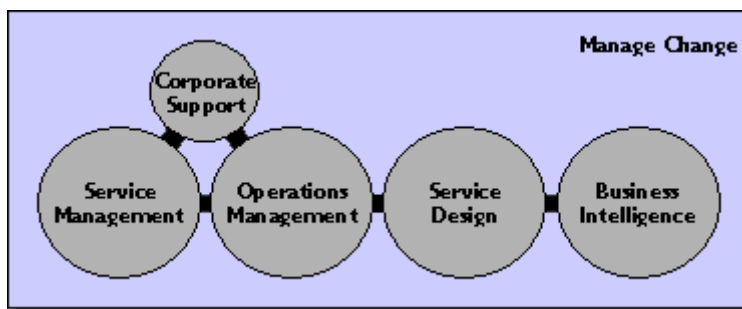 Manage Change
Corporate
Support
Service
Management
Operations
Management
Service
Design
Business
Intelligence